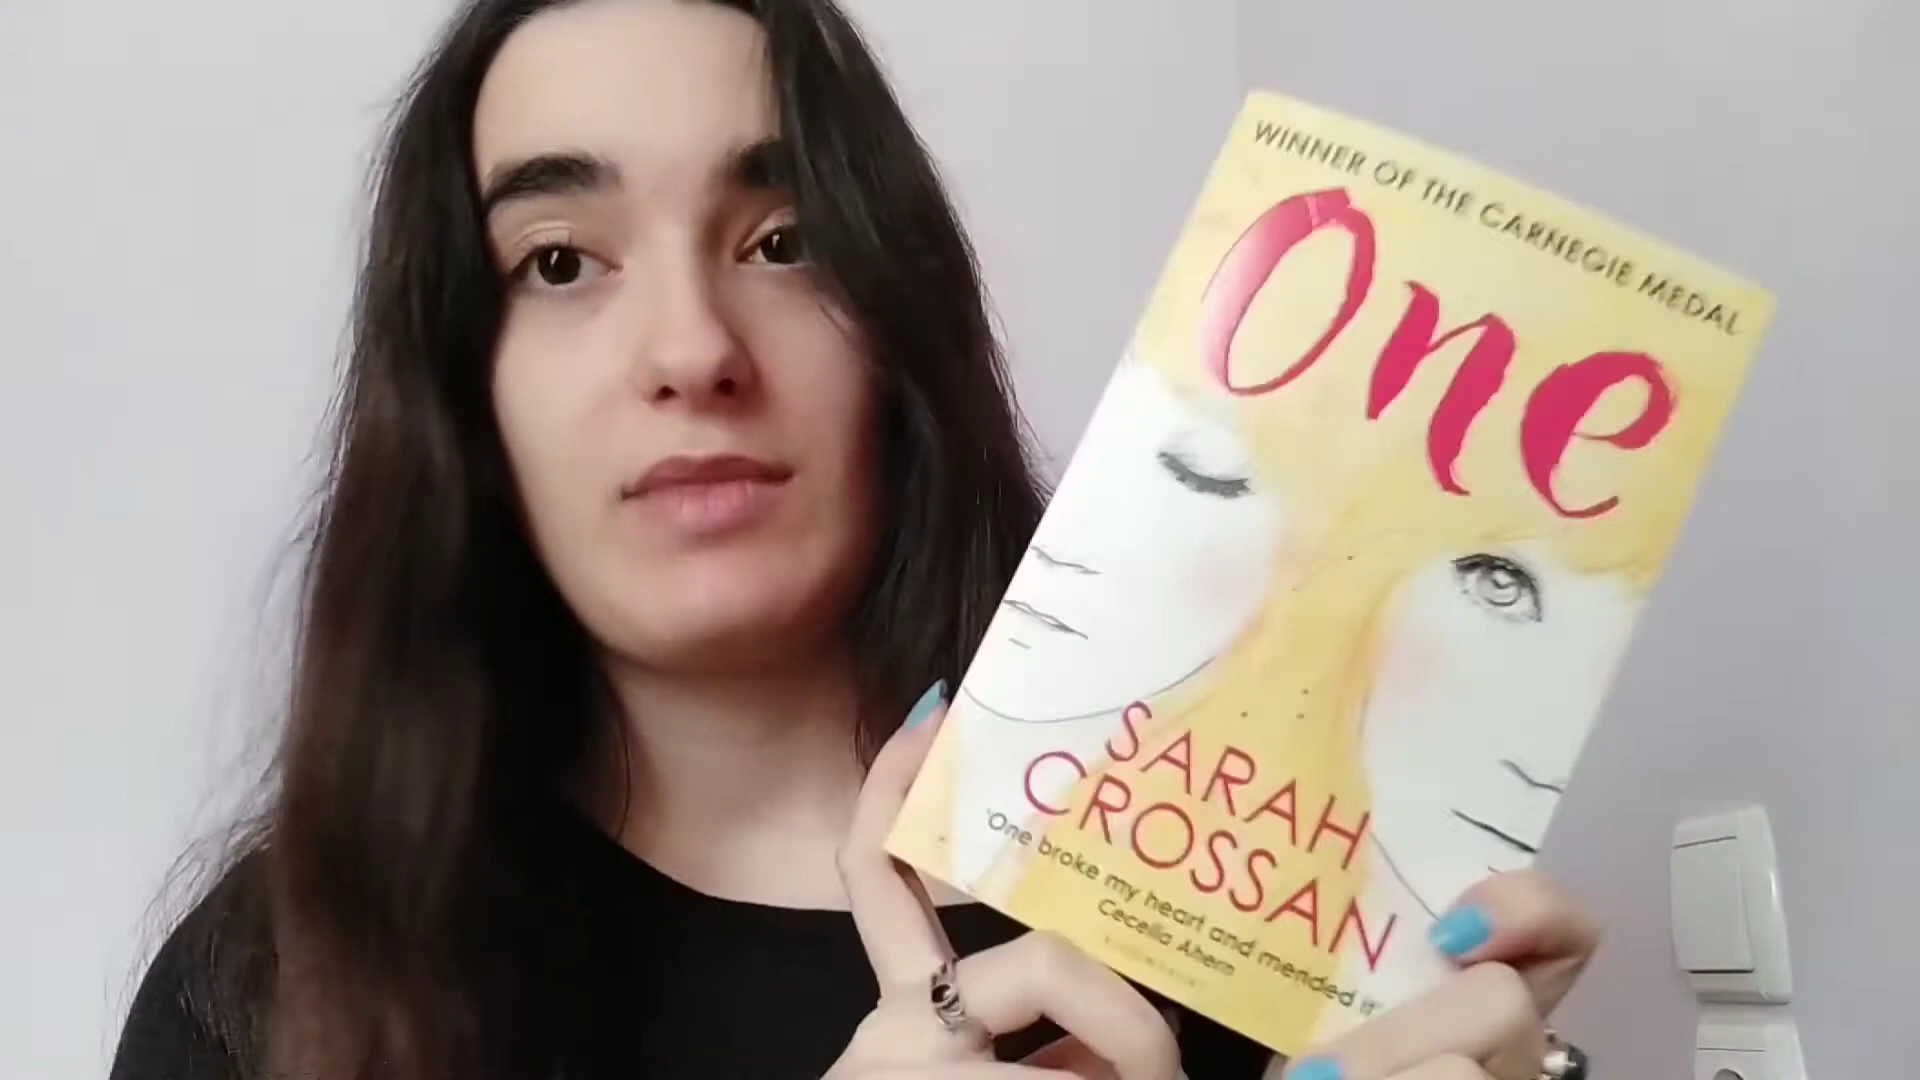 WINNER OF THE CARNEGIE MEDAL
One
SARAH
CROSSAN
'One broke my heart and mended it'
Cecelia Ahern